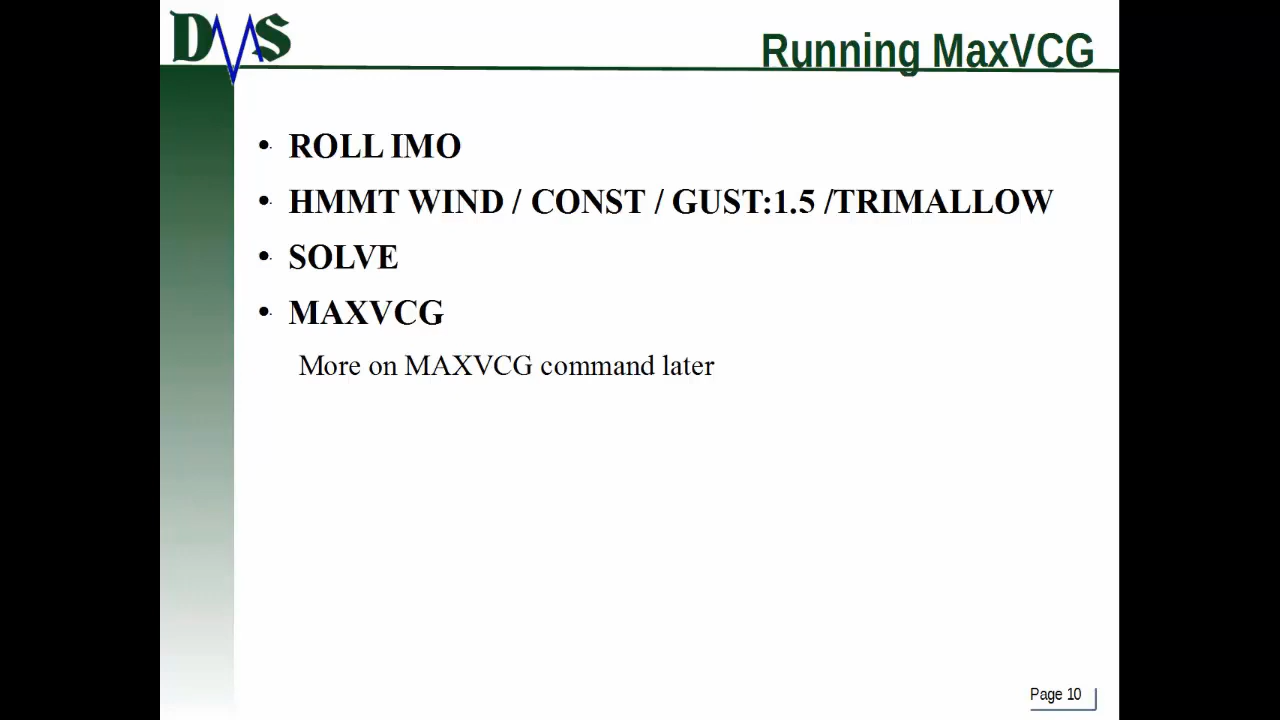 DMS
Running MaxVCG
• ROLL IMO
• HMMT WIND / CONST / GUST:1.5 /TRIMALLOW
• SOLVE
• MAXVCG
More on MAXVCG command later
Page 10